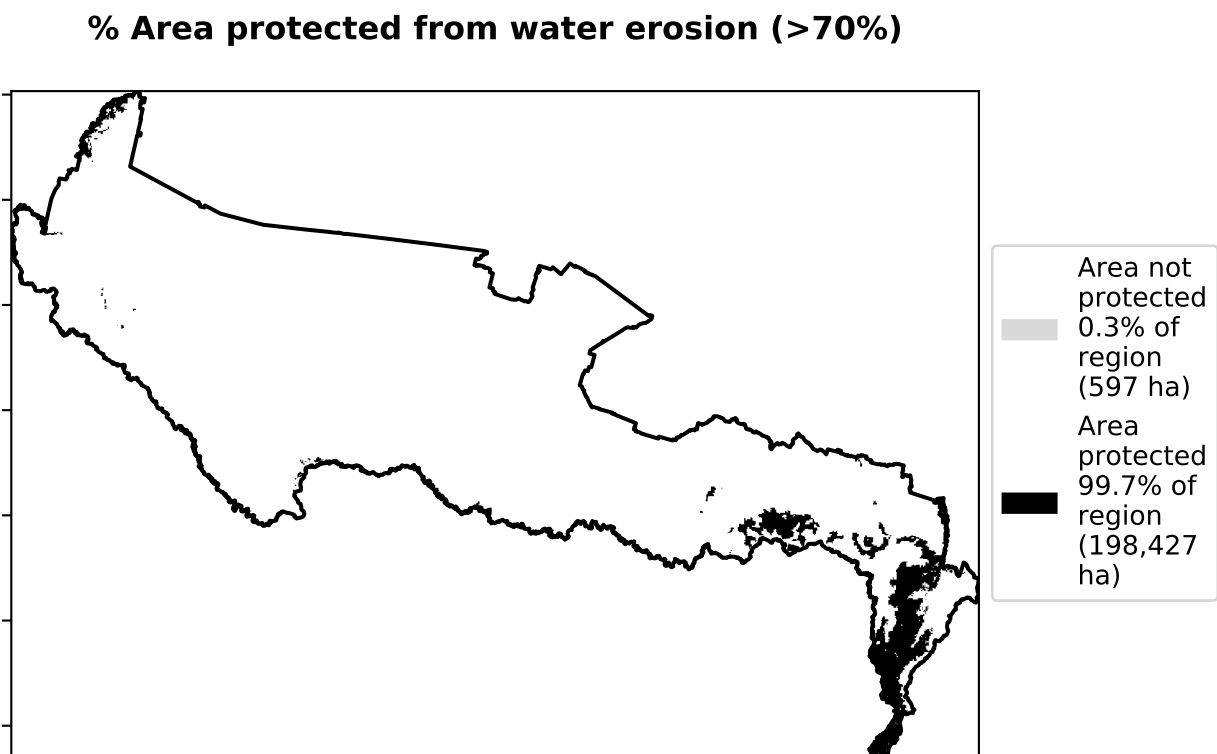 % Area protected from water erosion (>70%)
Area not
protected
0.3% of
region
(597 ha)
Area
protected
99.7% of
region
(198,427
ha)